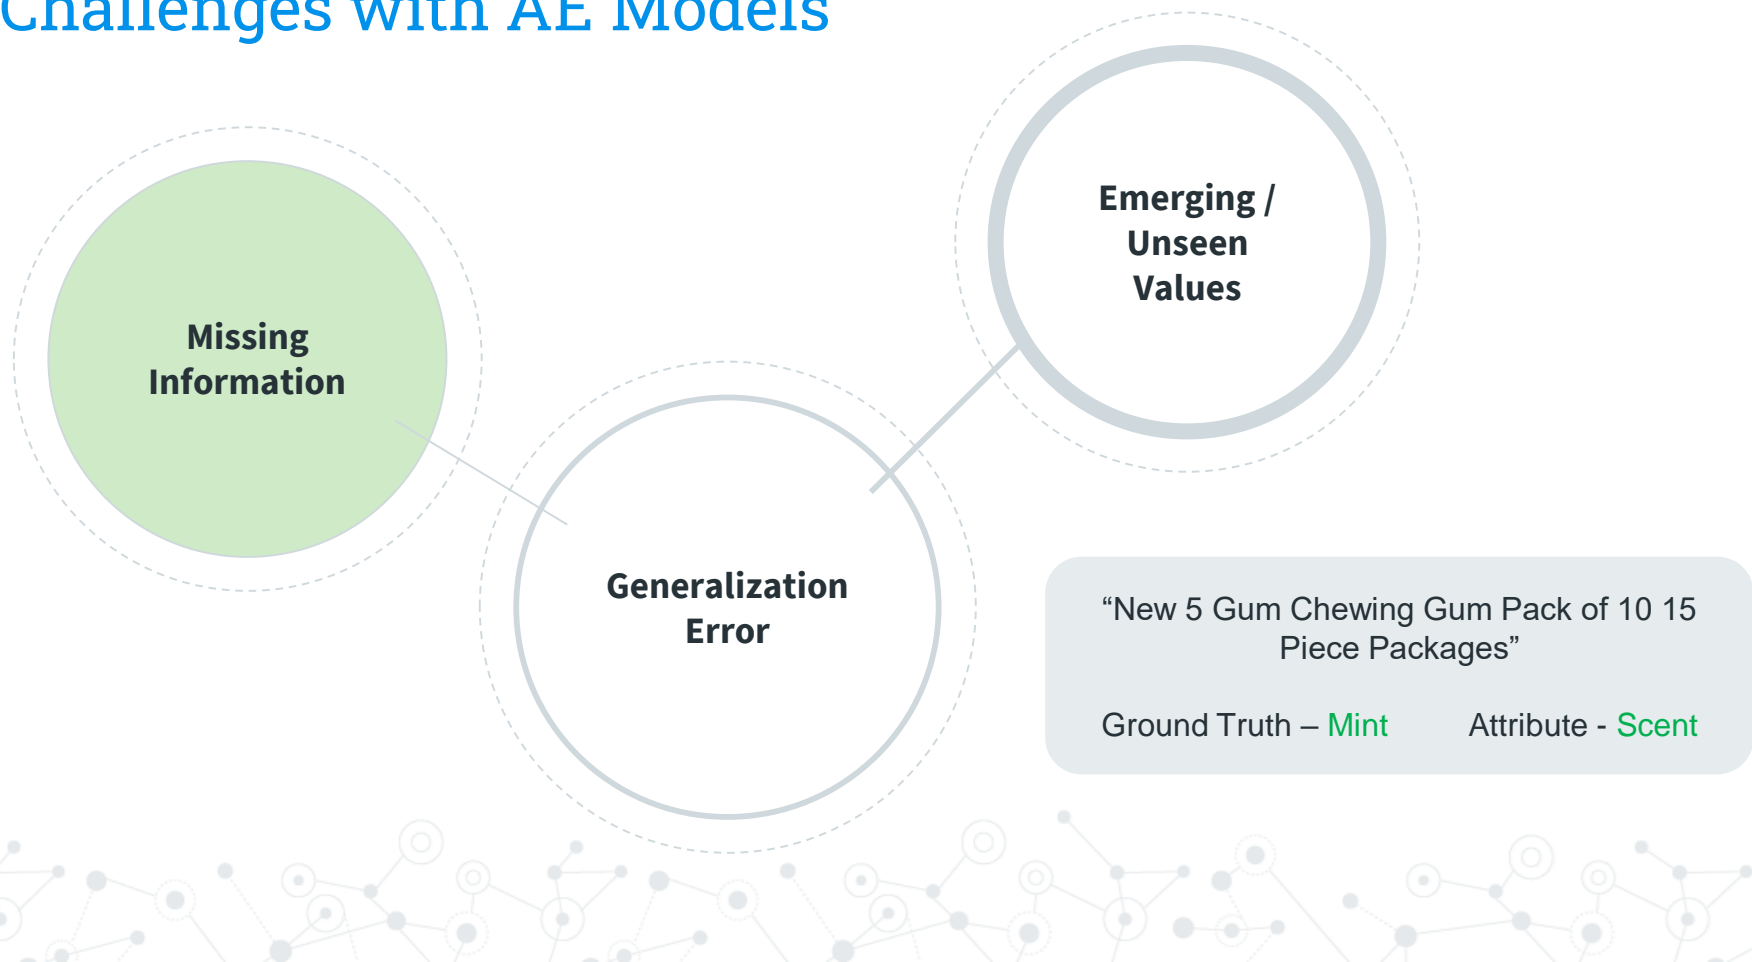 Challenges with AE Models
Missing
Information
Generalization
Error
Emerging /
Unseen
Values
“New 5 Gum Chewing Gum Pack of 10 15
Piece Packages”
Ground Truth – Mint Attribute - Scent